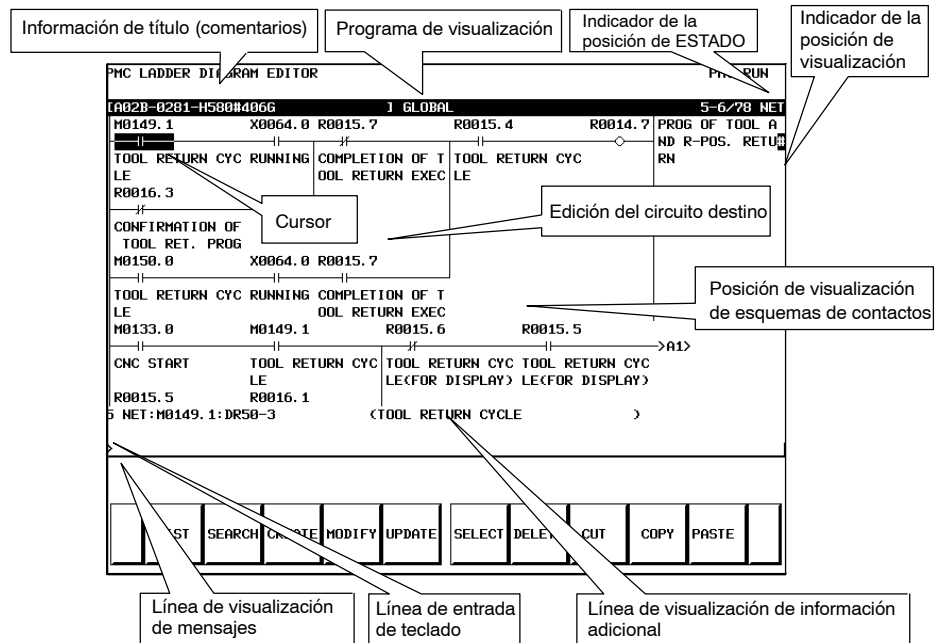 Información de título (comentarios)
Programa de visualización
Indicador de la
posición de ESTADO
Indicador de la
posición de
visualización
PMC LADDER DIAGRAM EDITOR
RUN
[A02B-0281-H580#406G ] GLOBAL 5-6/78 NET
M0149.1 X0064.0 R0015.7 R0015.4 R0014.7 PROG OF TOOL A
ND R-POS. RETU
RN
TOOL RETURN CYC RUNNING COMPLETION OF T TOOL RETURN CYC
LE OOL RETURN EXEC LE
R0016.3
Cursor
Edición del circuito destino
CONFIRMATION OF
TOOL RET. PROG
M0150.0 X0064.0 R0015.7
TOOL RETURN CYC RUNNING COMPLETION OF T
LE OOL RETURN EXEC
Posición de visualización
de esquemas de contactos
M0133.0 M0149.1 R0015.6 R0015.5
>A1>
CNC START TOOL RETURN CYC TOOL RETURN CYC TOOL RETURN CYC
LE LE(FOR DISPLAY) LE(FOR DISPLAY)
R0015.5 R0016.1
5 NET:M0149.1:DR50-3 (TOOL RETURN CYCLE )
>
SEARCH MODIFY UPDATE SELECT CUT COPY PASTE
Línea de visualización
de mensajes
Línea de entrada
de teclado
Línea de visualización de información
adicional